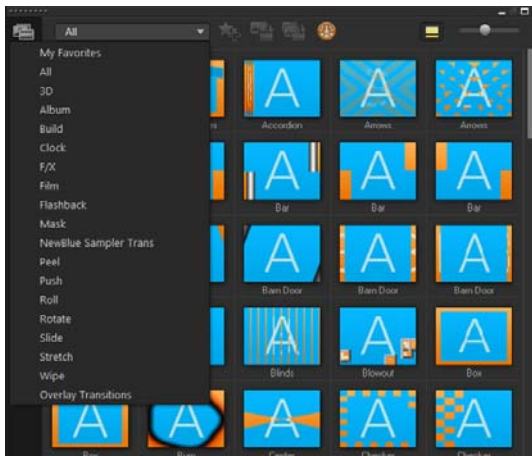 All
My Favorites
All
3D
Album
Build
Clock
F/X
Film
Flashback
Mask
NewBlue Sampler Trans
Peel
Push
Roll
Rotate
Slide
Stretch
Wipe
Overlay Transitions
A A A
Accordion Arrows Arrows
A A A
Bar Bar Bar
A A A
Barn Door Barn Door Barn Door
A A A
Blinds Blowout Box
A A A A A